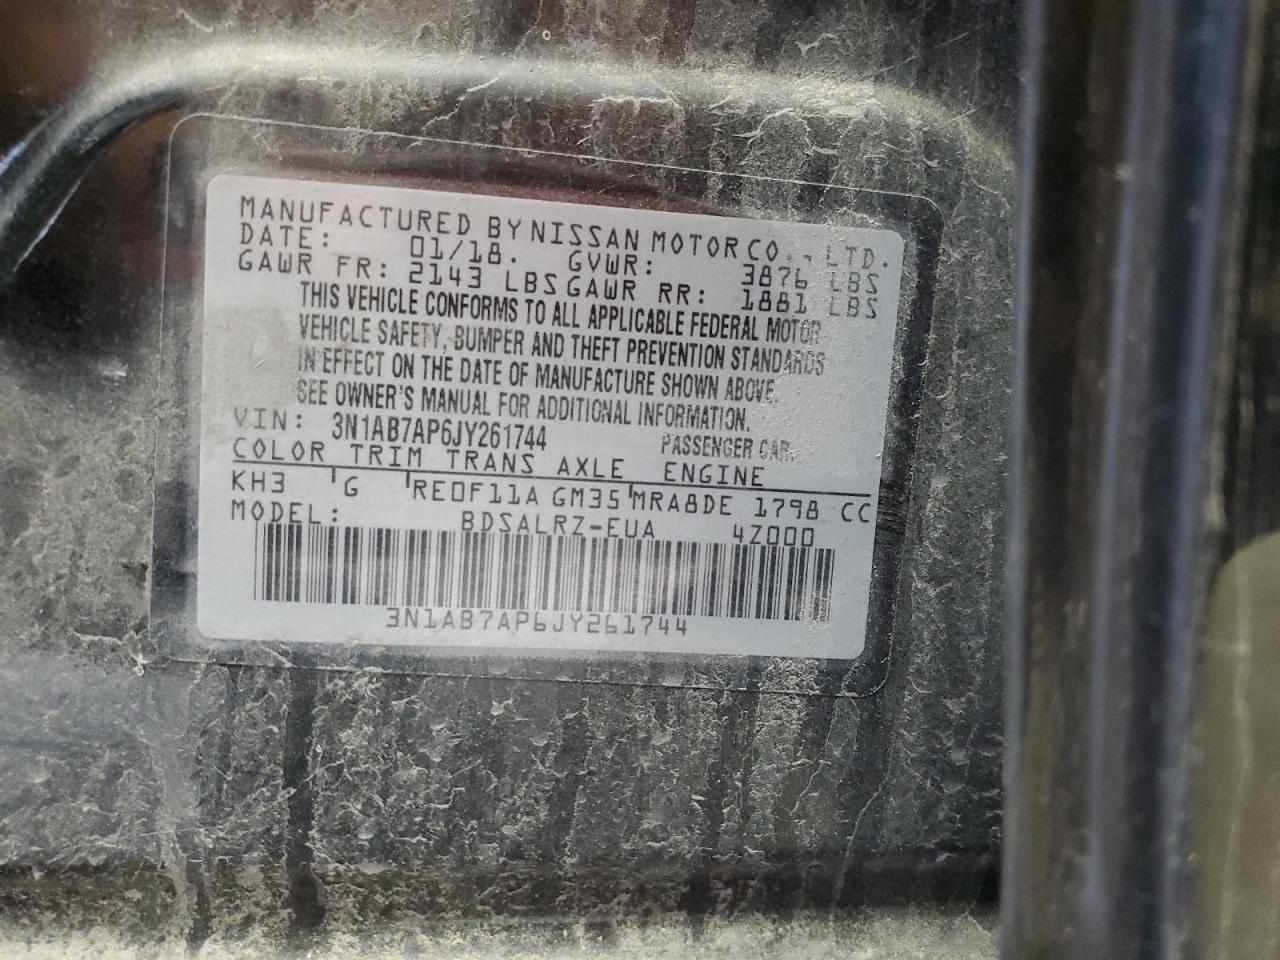 MANUFACTURED BY NISSAN MOTOR CO., LTD.
DATE: 01/18. GVWR: 3876 LBS
GAWR FR: 2143 LBS GAWR RR: 1881 LBS
THIS VEHICLE CONFORMS TO ALL APPLICABLE FEDERAL MOTOR
VEHICLE SAFETY, BUMPER AND THEFT PREVENTION STANDARDS
IN EFFECT ON THE DATE OF MANUFACTURE SHOWN ABOVE.
SEE OWNER'S MANUAL FOR ADDITIONAL INFORMATION.
VIN: 3N1AB7AP6JY261744 PASSENGER CAR
COLOR TRIM TRANS AXLE ENGINE
KH3 G RE0F11A GM35 MRA8DE 1798 CC
MODEL: BDSALRZ-EUA 4Z000
3N1AB7AP6JY261744